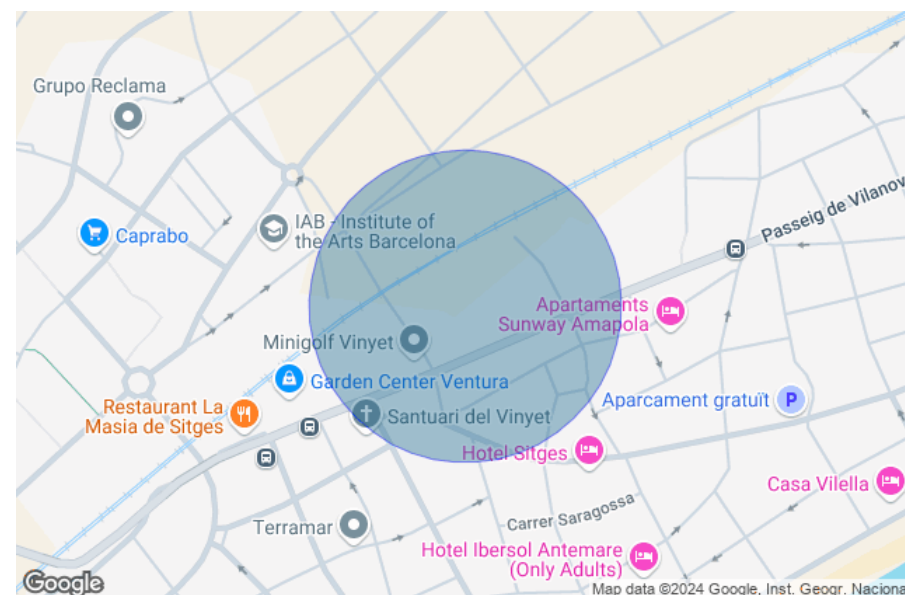 Grupo Reclama
Caprabo
IAB - Institute of
the Arts Barcelona
Passeig de Vilanov
Apartaments
Sunway Amapola
Minigolf Vinyet
Garden Center Ventura
Restaurant La
Masia de Sitges
Santuari del Vinyet
Aparcament gratuït
P
Hotel Sitges
Casa Vilella
Carrer Saragossa
Terramar
Hotel Ibersol Antemare
(Only Adults)
Google
Map data ©2024 Google, Inst. Geogr. Naciona